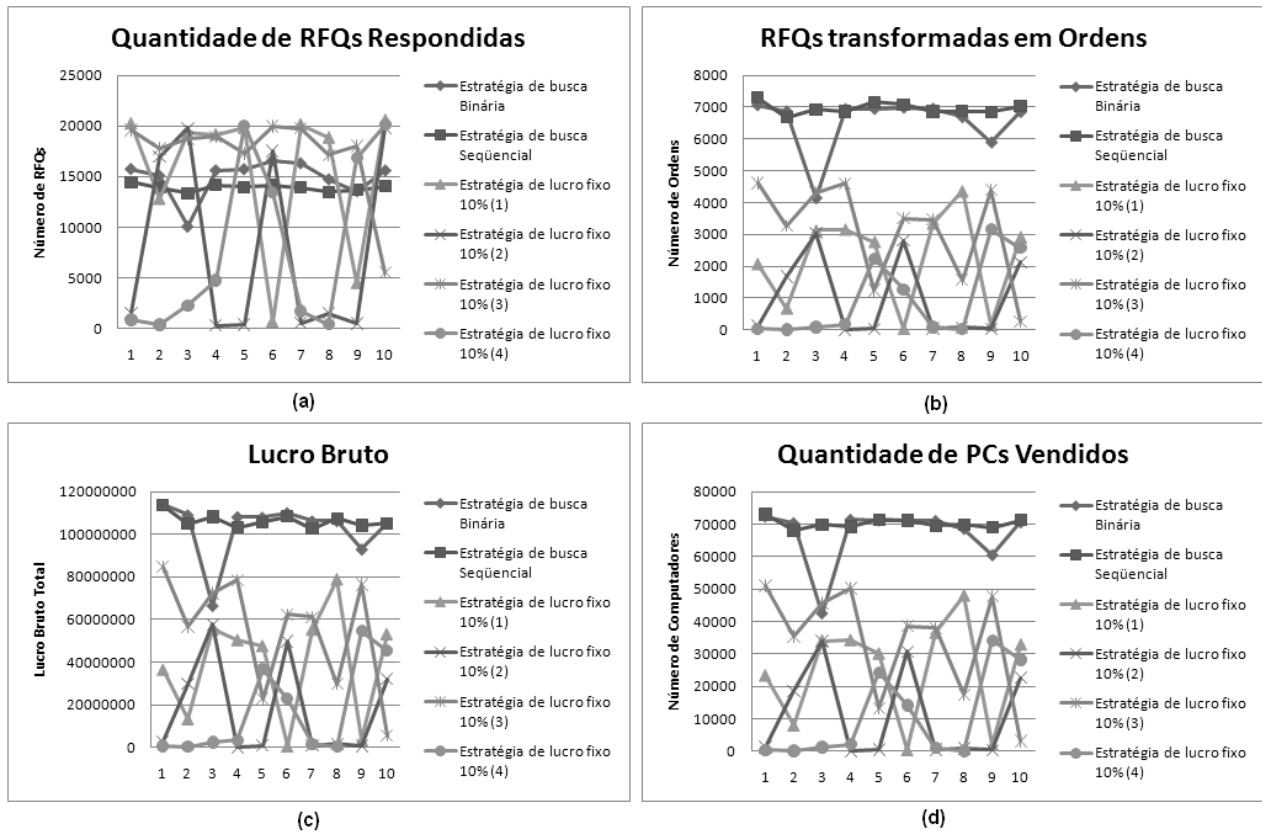 Quantidade de RFQs Respondidas
Número de RFQs
25000
20000
15000
10000
5000
0
1 2 3 4 5 6 7 8 9 10
Estratégia de busca
Binária
Estratégia de busca
Seqüencial
Estratégia de lucro fixo
10% (1)
Estratégia de lucro fixo
10% (2)
Estratégia de lucro fixo
10% (3)
Estratégia de lucro fixo
10% (4)
(a)
RFQs transformadas em Ordens
Número de Ordens
8000
7000
6000
5000
4000
3000
2000
1000
0
1 2 3 4 5 6 7 8 9 10
Estratégia de busca
Binária
Estratégia de busca
Seqüencial
Estratégia de lucro fixo
10% (1)
Estratégia de lucro fixo
10% (2)
Estratégia de lucro fixo
10% (3)
Estratégia de lucro fixo
10% (4)
(b)
Lucro Bruto
Lucro Bruto Total
120000000
100000000
80000000
60000000
40000000
20000000
0
1 2 3 4 5 6 7 8 9 10
Estratégia de busca
Binária
Estratégia de busca
Seqüencial
Estratégia de lucro fixo
10% (1)
Estratégia de lucro fixo
10% (2)
Estratégia de lucro fixo
10% (3)
Estratégia de lucro fixo
10% (4)
(c)
Quantidade de PCs Vendidos
Número de Computadores
80000
70000
60000
50000
40000
30000
20000
10000
0
1 2 3 4 5 6 7 8 9 10
Estratégia de busca
Binária
Estratégia de busca
Seqüencial
Estratégia de lucro fixo
10% (1)
Estratégia de lucro fixo
10% (2)
Estratégia de lucro fixo
10% (3)
Estratégia de lucro fixo
10% (4)
(d)